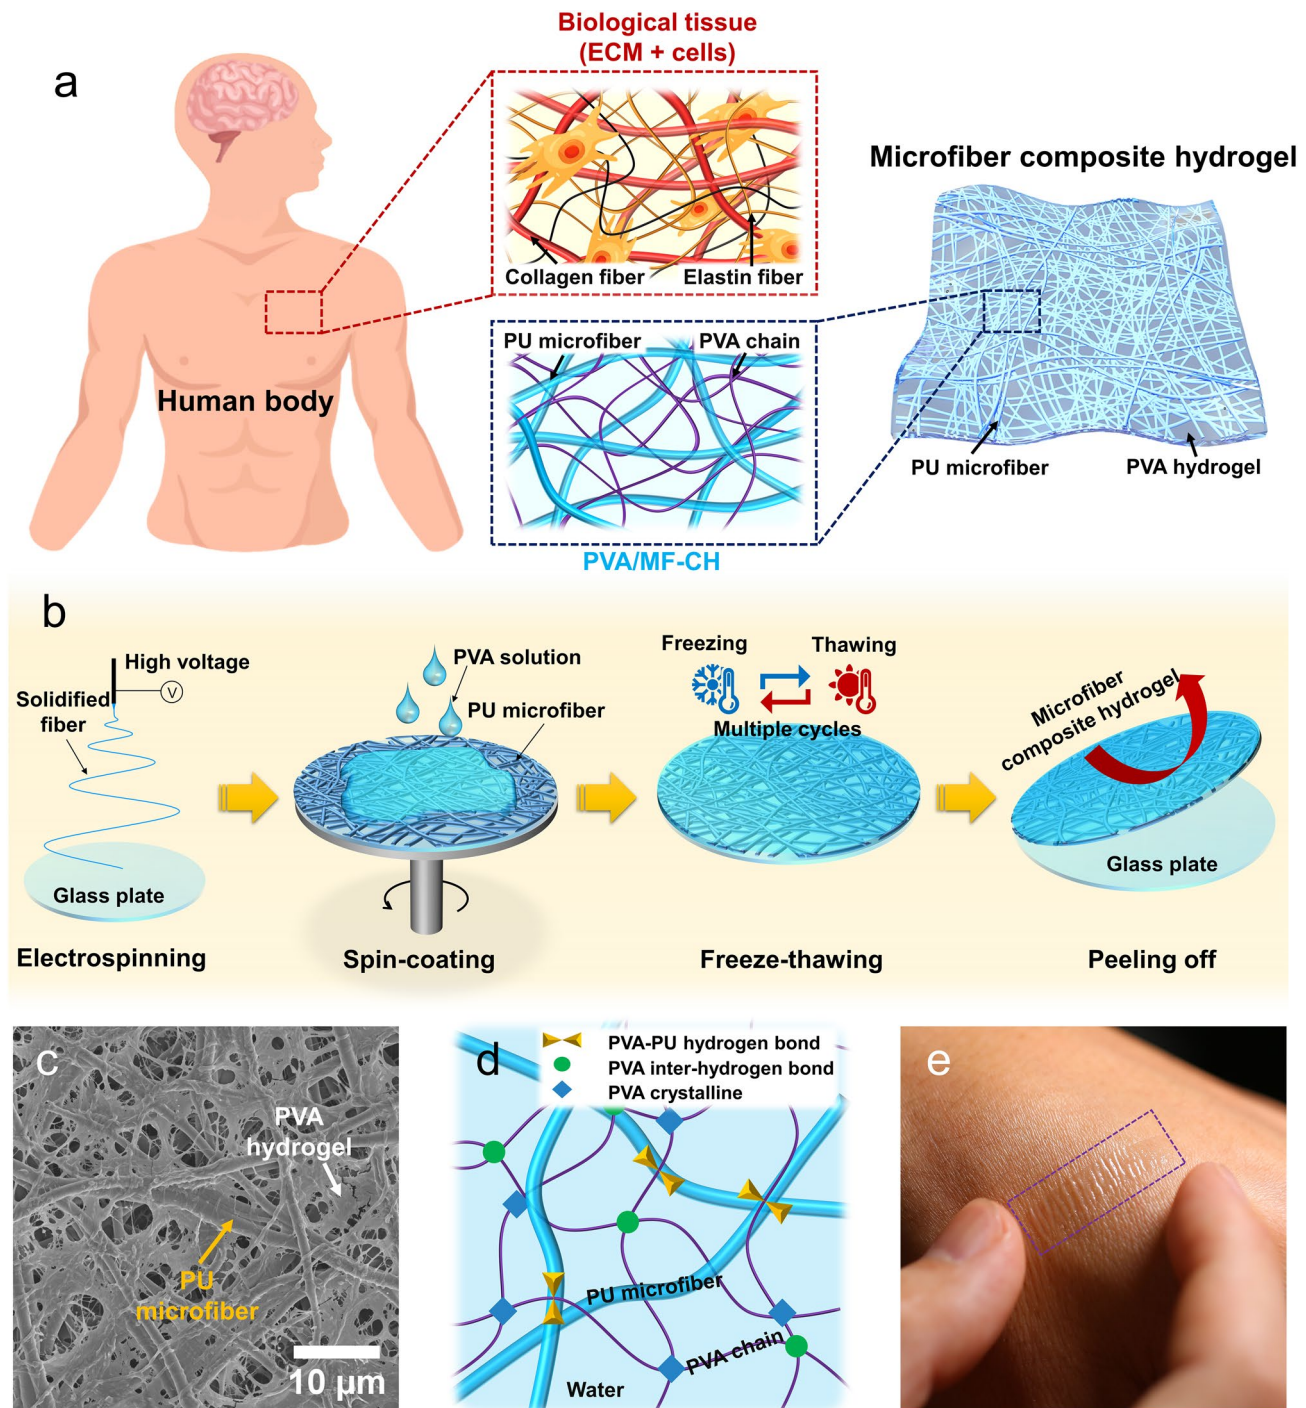 a
Biological tissue
(ECM + cells)
Collagen fiber
Elastin fiber
Human body
PU microfiber
PVA chain
PVA/MF-CH
Microfiber composite hydrogel
PU microfiber
PVA hydrogel
b
High voltage
V
Solidified
fiber
Glass plate
Electrospinning
PVA solution
PU microfiber
Spin-coating
Freezing
Thawing
Multiple cycles
Freeze-thawing
Microfiber
composite hydrogel
Glass plate
Peeling off
c
PVA
hydrogel
PU
microfiber
10 µm
d
PVA-PU hydrogen bond
PVA inter-hydrogen bond
PVA crystalline
PU microfiber
PVA chain
Water
e